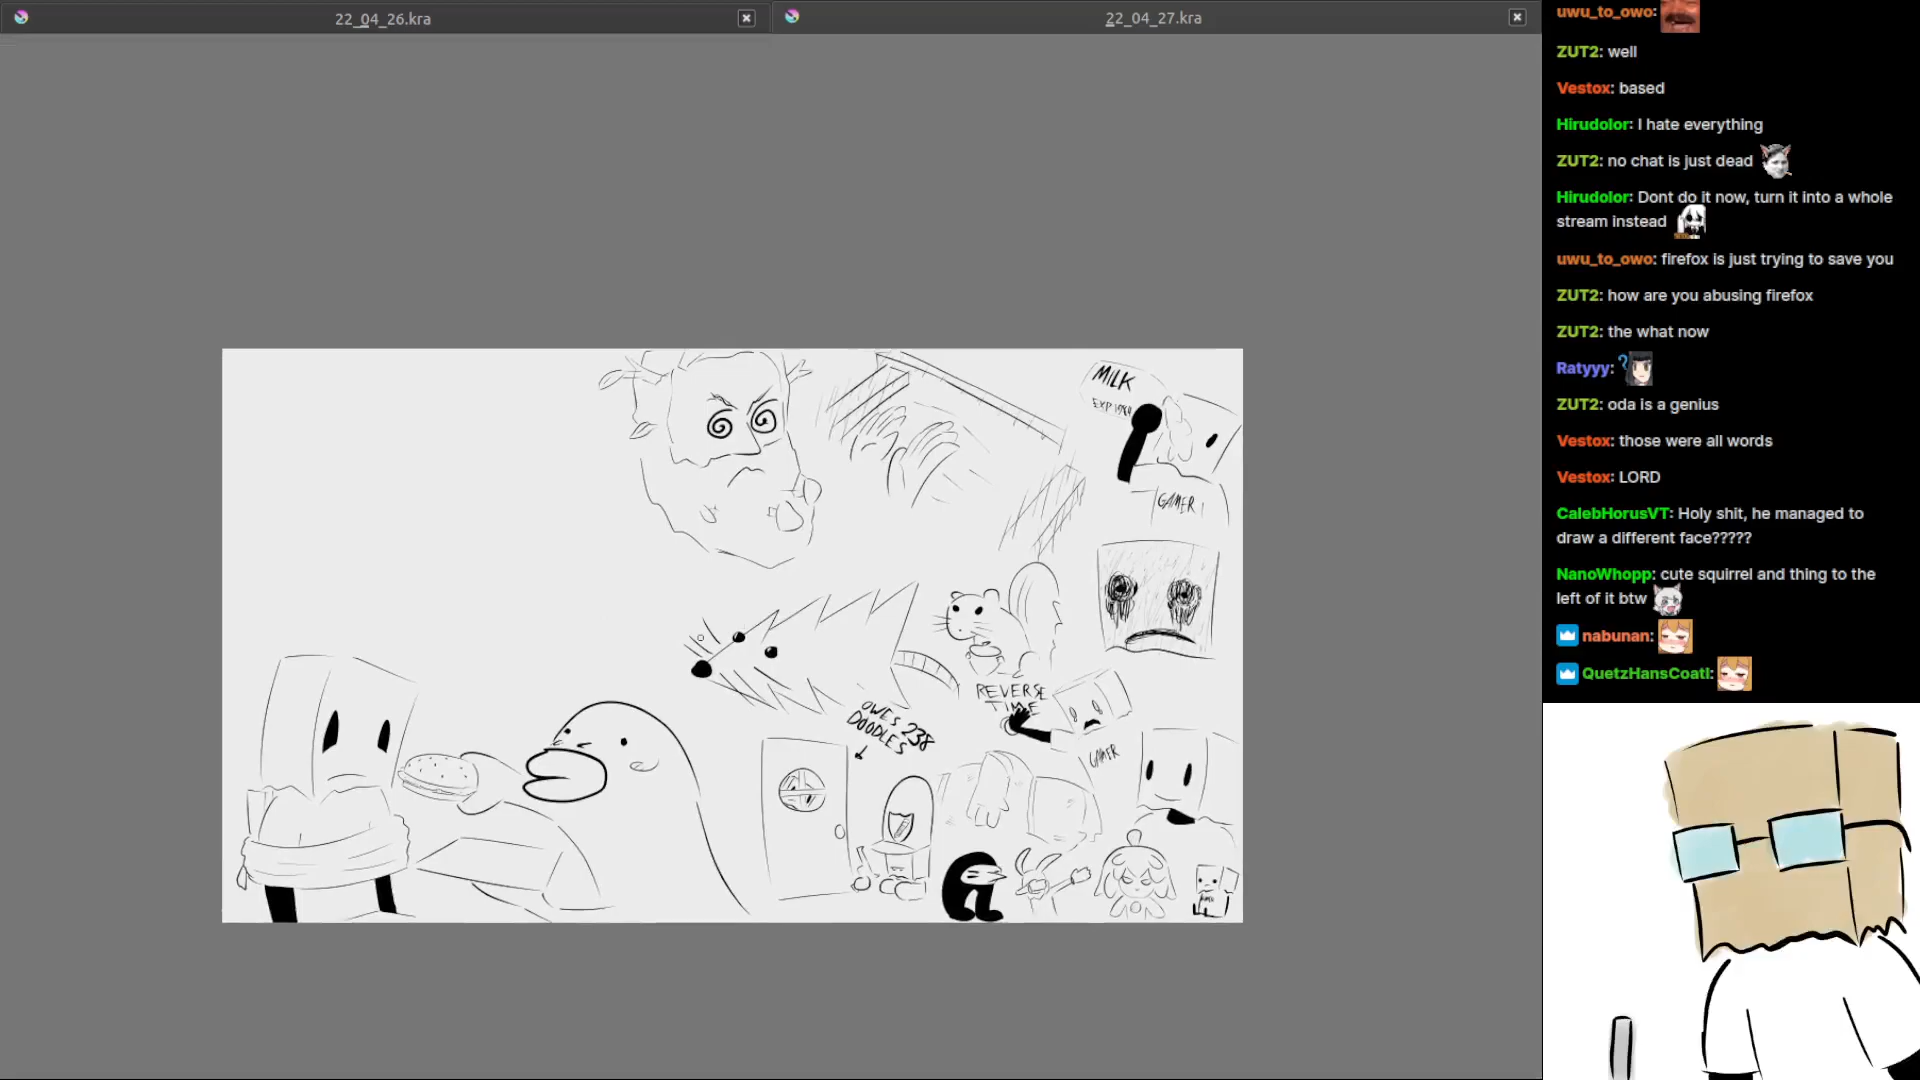 22_04_26.kra
22_04_27.kra
uwu_to_owo:
ZUT2: well
Vestox: based
Hirudolor: I hate everything
ZUT2: no chat is just dead
Hirudolor: Dont do it now, turn it into a whole
stream instead
uwu_to_owo: firefox is just trying to save you
ZUT2: how are you abusing firefox
ZUT2: the what now
Ratyyy:
ZUT2: oda is a genius
Vestox: those were all words
Vestox: LORD
CalebHorusVT: Holy shit, he managed to
draw a different face?????
NanoWhopp: cute squirrel and thing to the
left of it btw
nabunan:
QuetzHansCoatl:
MILK
EXP 1984
GAMER
REVERSE
TIME
OWES 238
DOODLES
GAMER